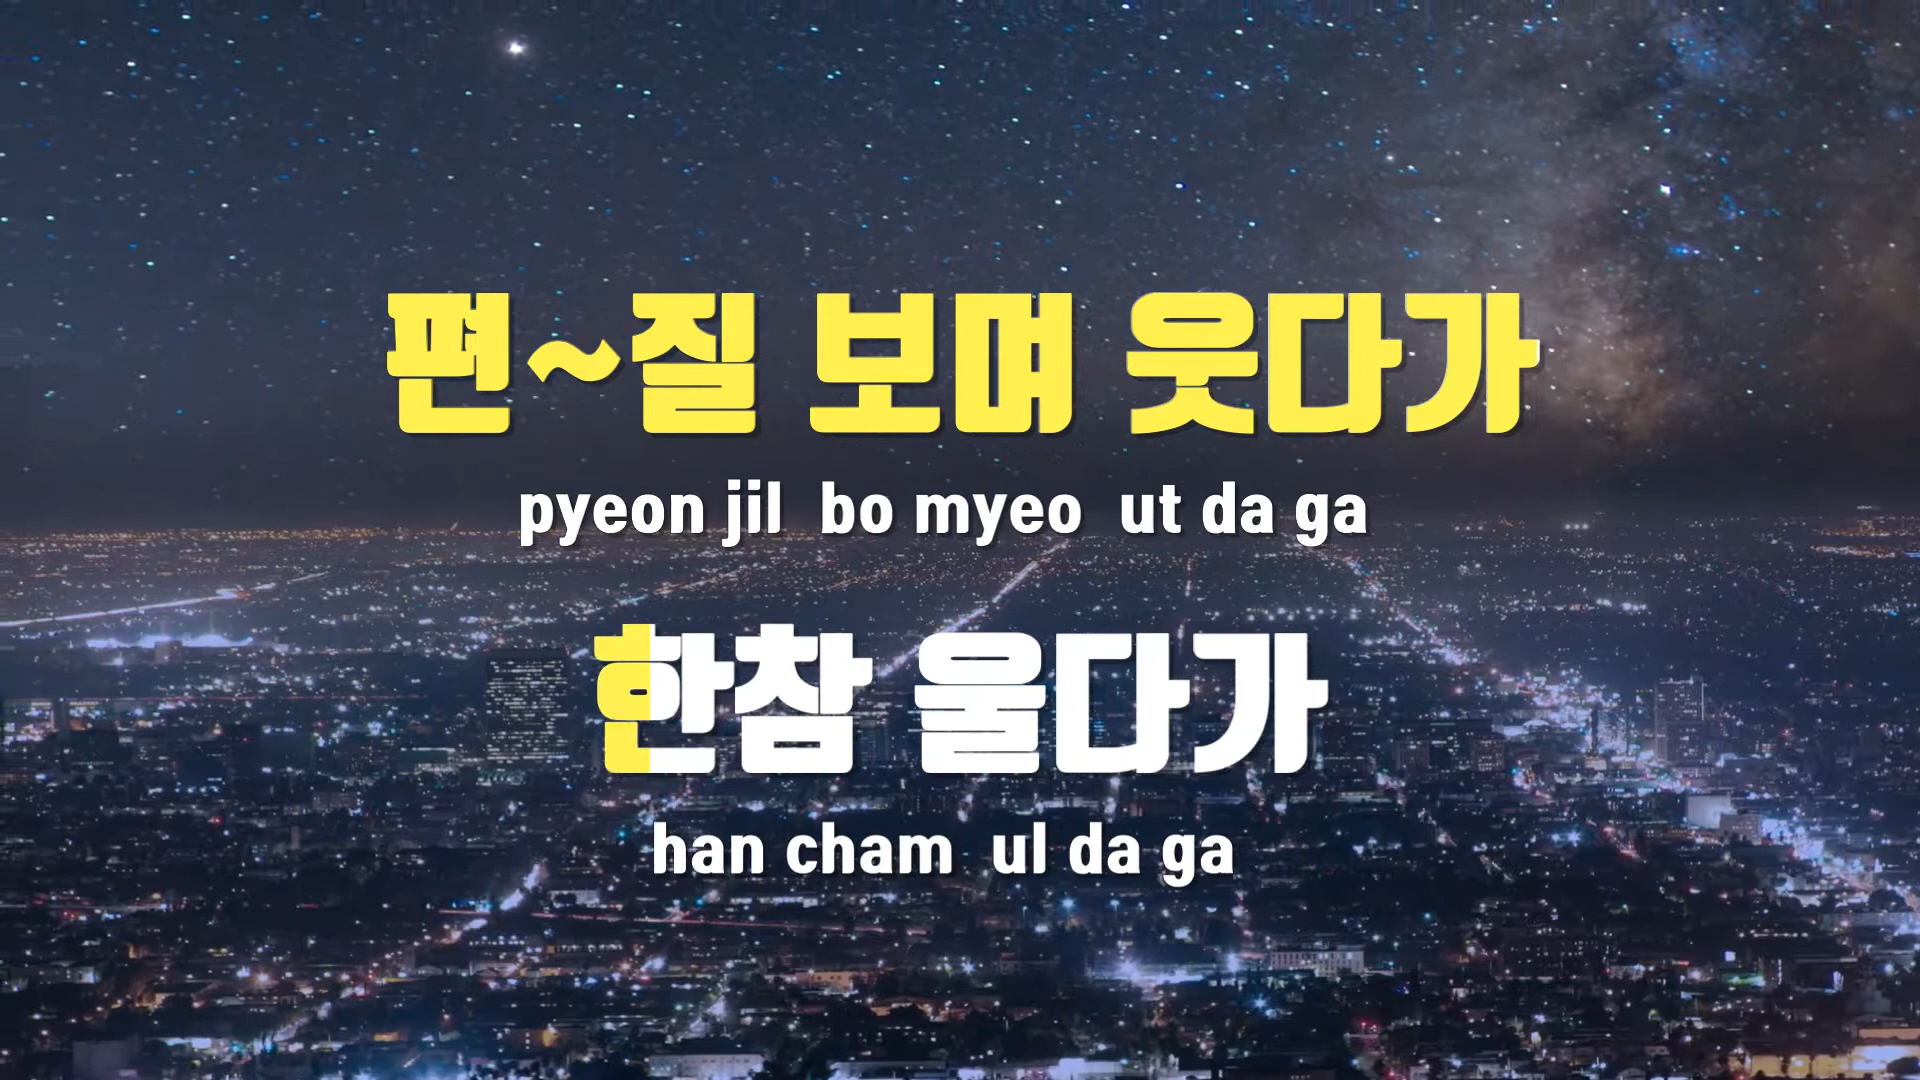 편~질 보며 웃다가
pyeon jil bo myeo ut da ga
한참 울다가
han cham ul da ga